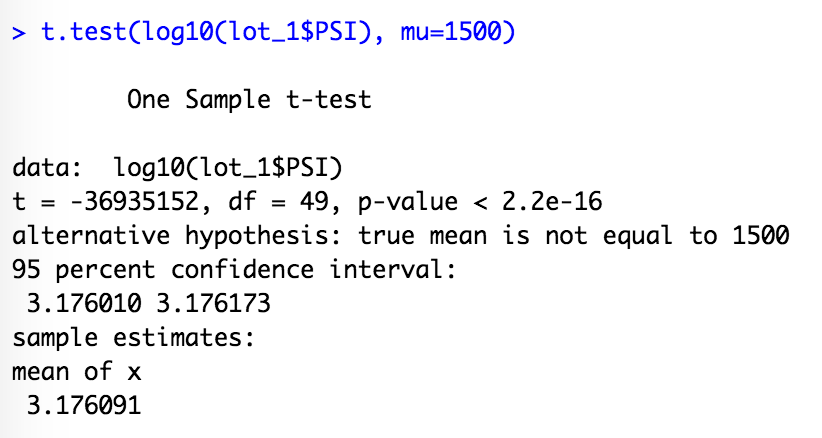 > t.test(log10(lot_1$PSI), mu=1500)
One Sample t-test
data:  log10(lot_1$PSI)
t = -36935152, df = 49, p-value < 2.2e-16
alternative hypothesis: true mean is not equal to 1500
95 percent confidence interval:
3.176010 3.176173
sample estimates:
mean of x
3.176091